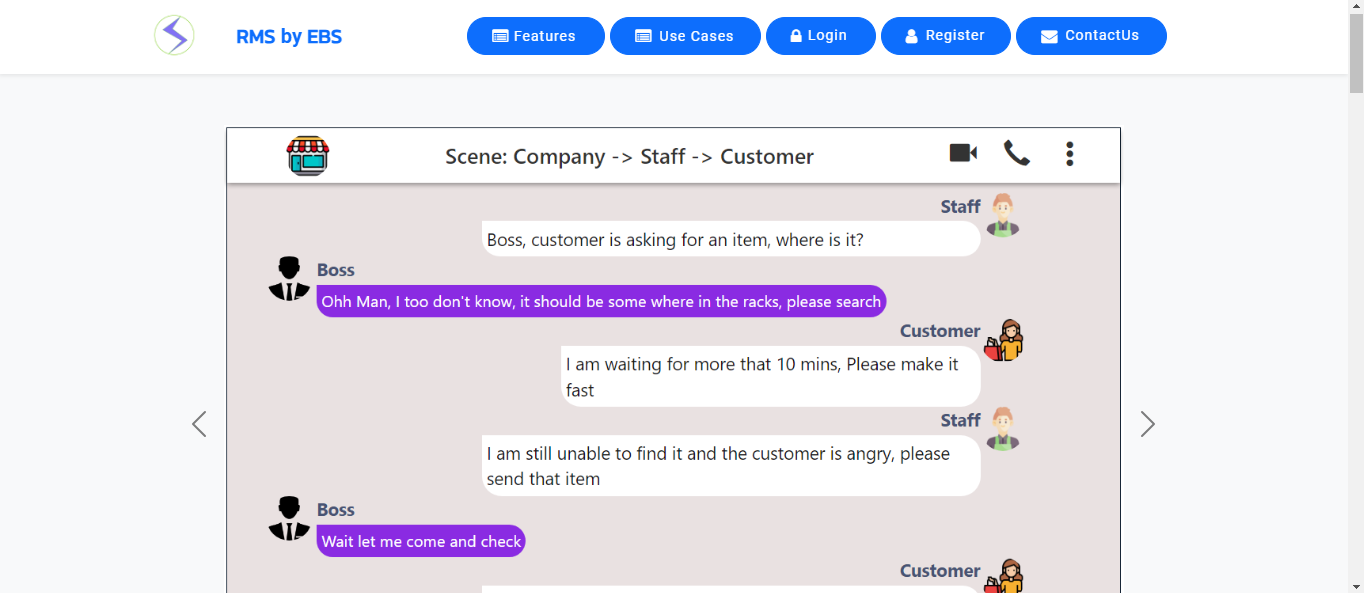 RMS by EBS
Features
Use Cases
Login
Register
ContactUs
Scene: Company -> Staff -> Customer
Staff
Boss, customer is asking for an item, where is it?
Boss
Ohh Man, I too don't know, it should be some where in the racks, please search
Customer
I am waiting for more that 10 mins, Please make it
fast
Staff
I am still unable to find it and the customer is angry, please
send that item
Boss
Wait let me come and check
Customer